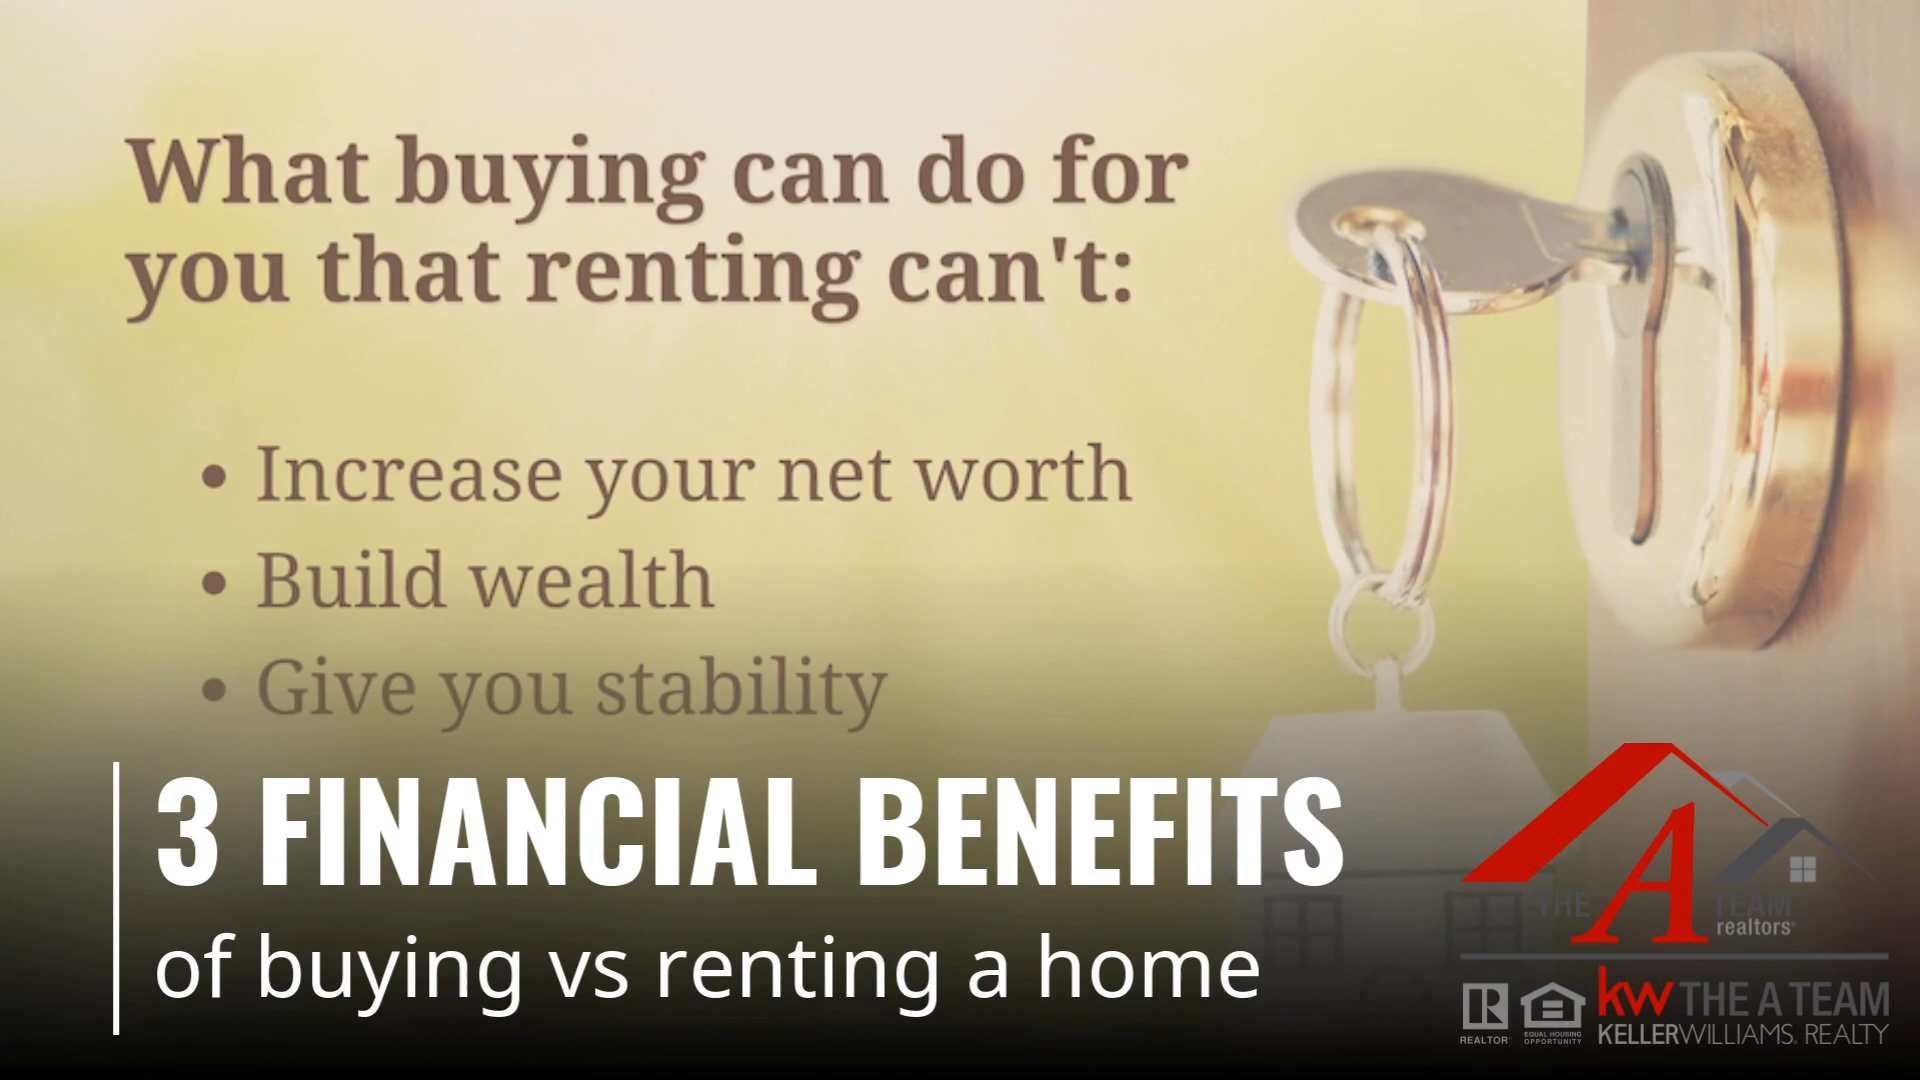 What buying can do for
you that renting can't:
• Increase your net worth
• Build wealth
• Give you stability
3 FINANCIAL BENEFITS
of buying vs renting a home
THE A TEAM
realtors®
REALTOR®
EQUAL HOUSING
OPPORTUNITY
kw THE A TEAM
KELLERWILLIAMS. REALTY